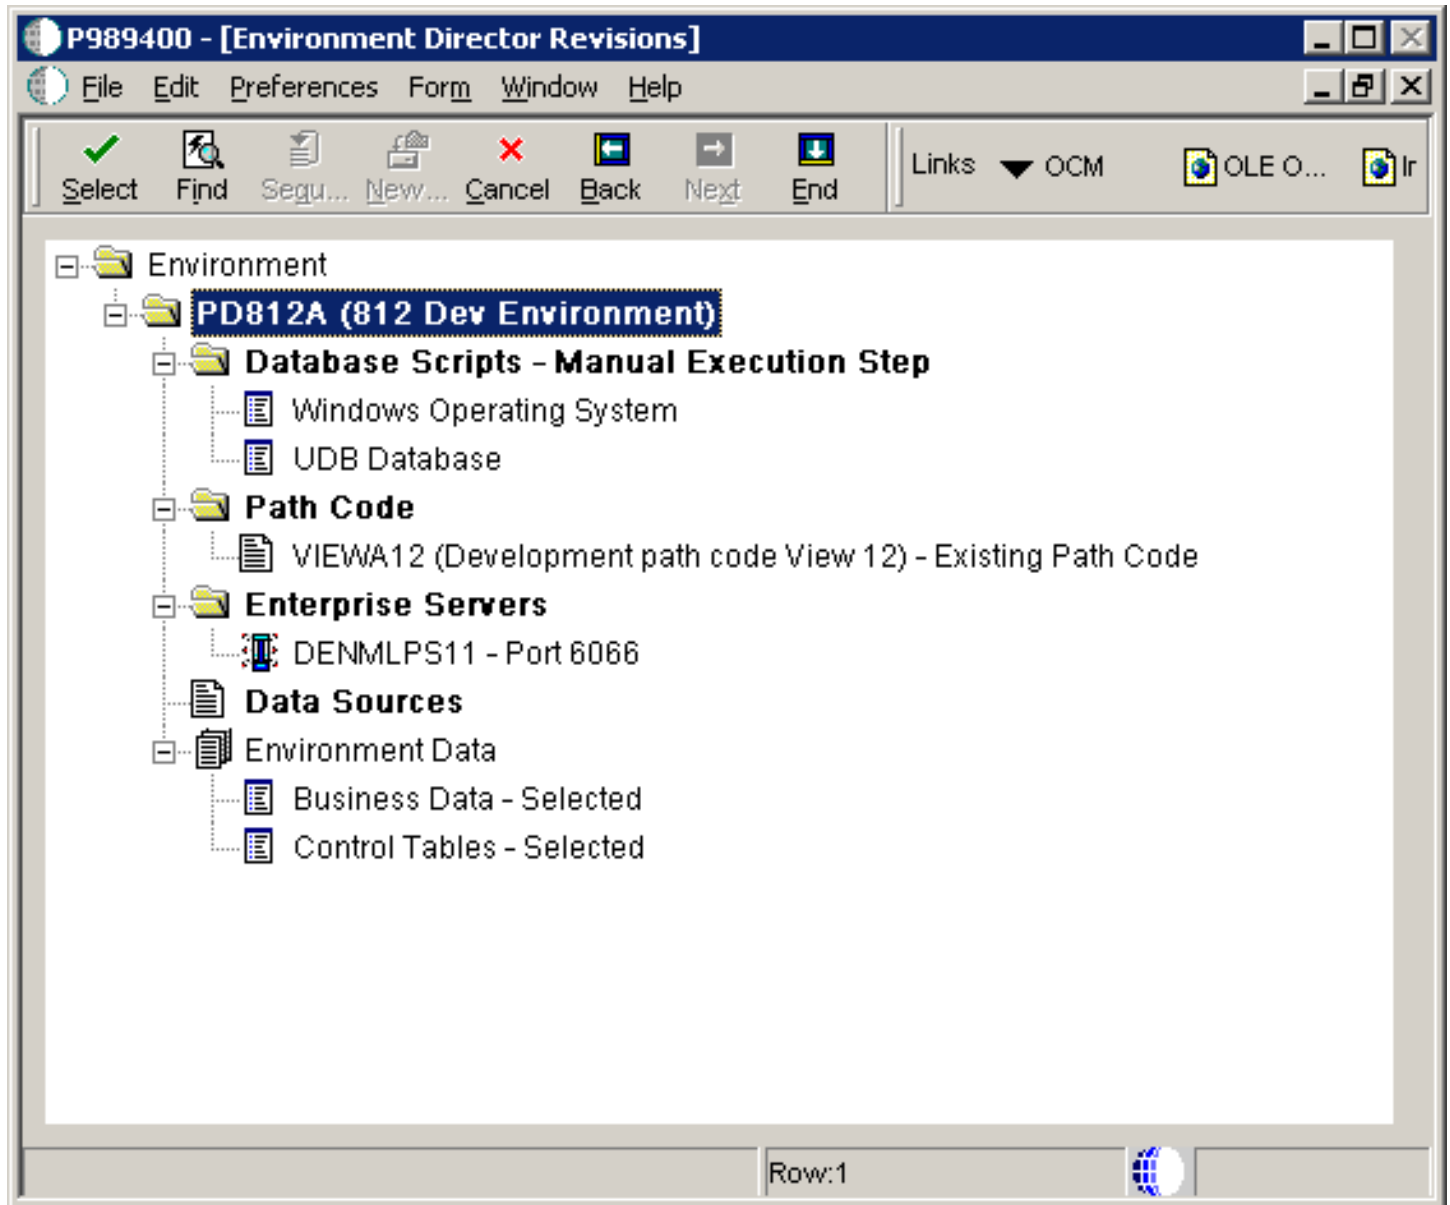 P989400 - [Environment Director Revisions]
File Edit Preferences Form Window Help
Select Find Sequ... New... Cancel Back Next End Links OCM OLE O... Ir
Environment
PD812A (812 Dev Environment)
Database Scripts - Manual Execution Step
Windows Operating System
UDB Database
Path Code
VIEWA12 (Development path code View 12) - Existing Path Code
Enterprise Servers
DENMLPS11 - Port 6066
Data Sources
Environment Data
Business Data - Selected
Control Tables - Selected
Row:1